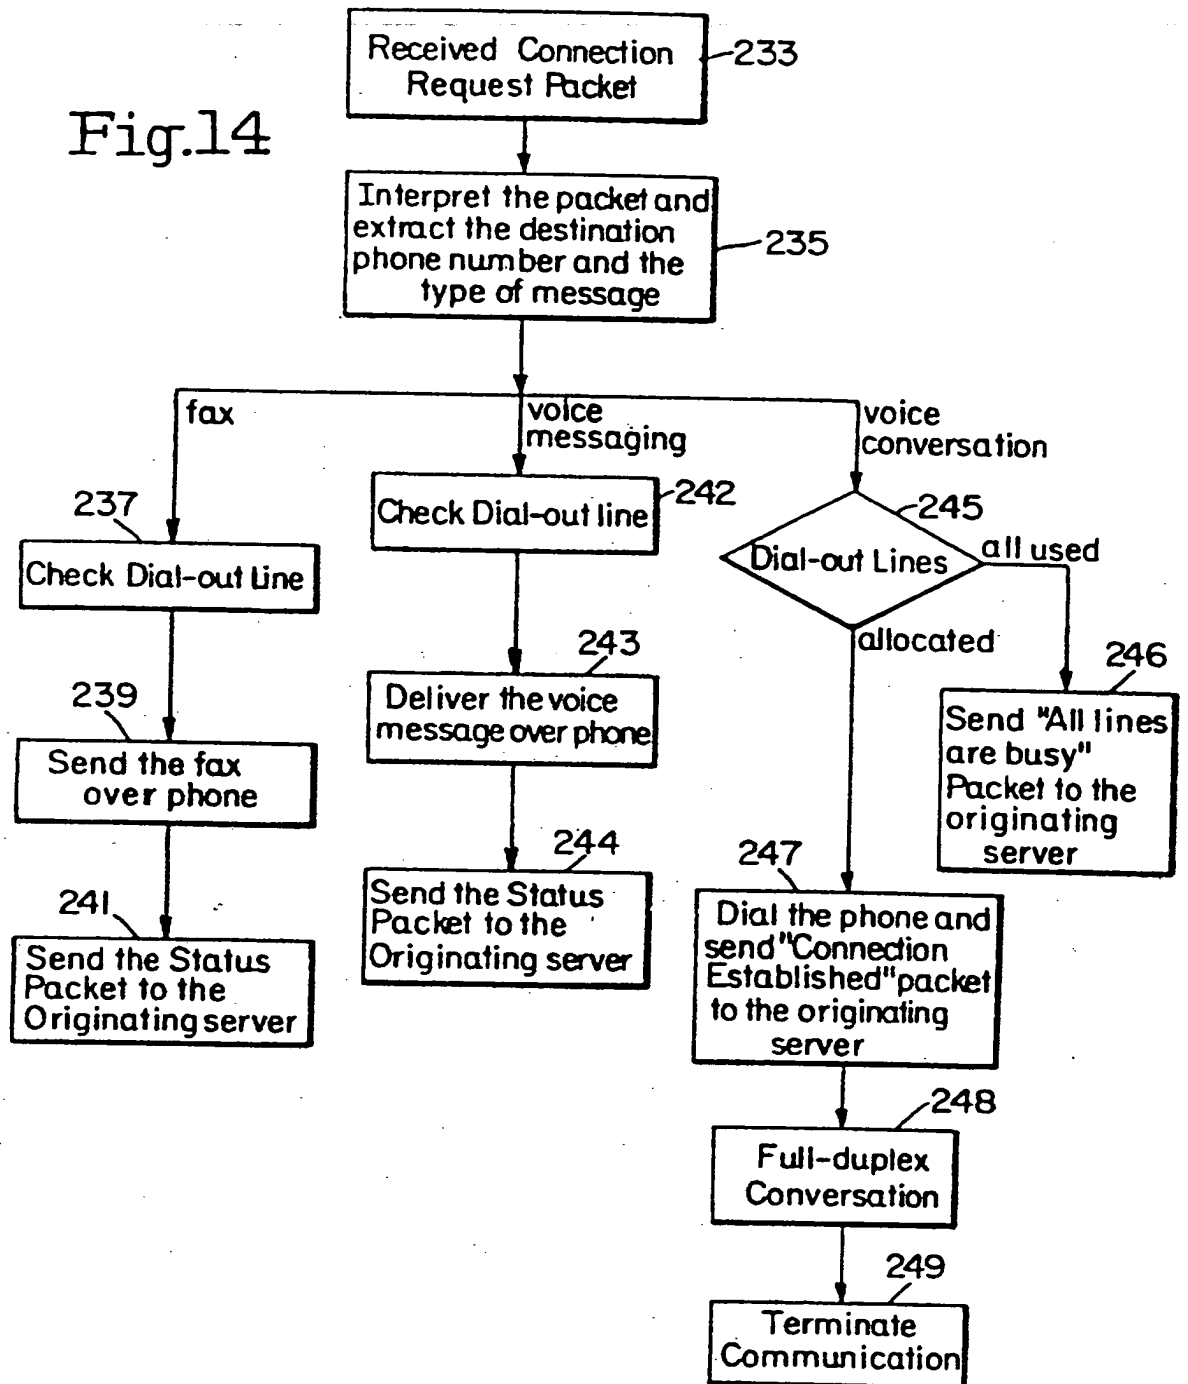 Fig.14
Received Connection
Request Packet
233
Interpret the packet and
extract the destination
phone number and the
type of message
235
fax
voice
messaging
voice
conversation
237
Check Dial-out Line
242
Check Dial-out line
245
Dial-out Lines
all used
allocated
239
Send the fax
over phone
243
Deliver the voice
message over phone
246
Send "All lines
are busy"
Packet to the
originating
server
241
Send the Status
Packet to the
Originating server
244
Send the Status
Packet to the
Originating server
247
Dial the phone and
send "Connection
Established" packet
to the originating
server
248
Full-duplex
Conversation
249
Terminate
Communication